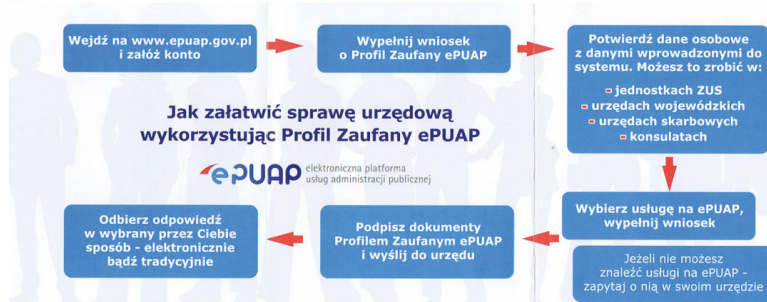 Wejdź na www.epuap.gov.pl
i załóż konto
Wypełnij wniosek
o Profil Zaufany ePUAP
Potwierdź dane osobowe
z danymi wprowadzonymi do
systemu. Możesz to zrobić w:
jednostkach ZUS
urzędach wojewódzkich
urzędach skarbowych
konsulatach
Jak załatwić sprawę urzędową
wykorzystując Profil Zaufany ePUAP
ePUAP
elektroniczna platforma
usług administracji publicznej
Wybierz usługę na ePUAP,
wypełnij wniosek
Jeżeli nie możesz
znaleźć usługi na ePUAP -
zapytaj o nią w swoim urzędzie
Podpisz dokumenty
Profilem Zaufanym ePUAP
i wyślij do urzędu
Odbierz odpowiedź
w wybrany przez Ciebie
sposób - elektronicznie
bądź tradycyjnie